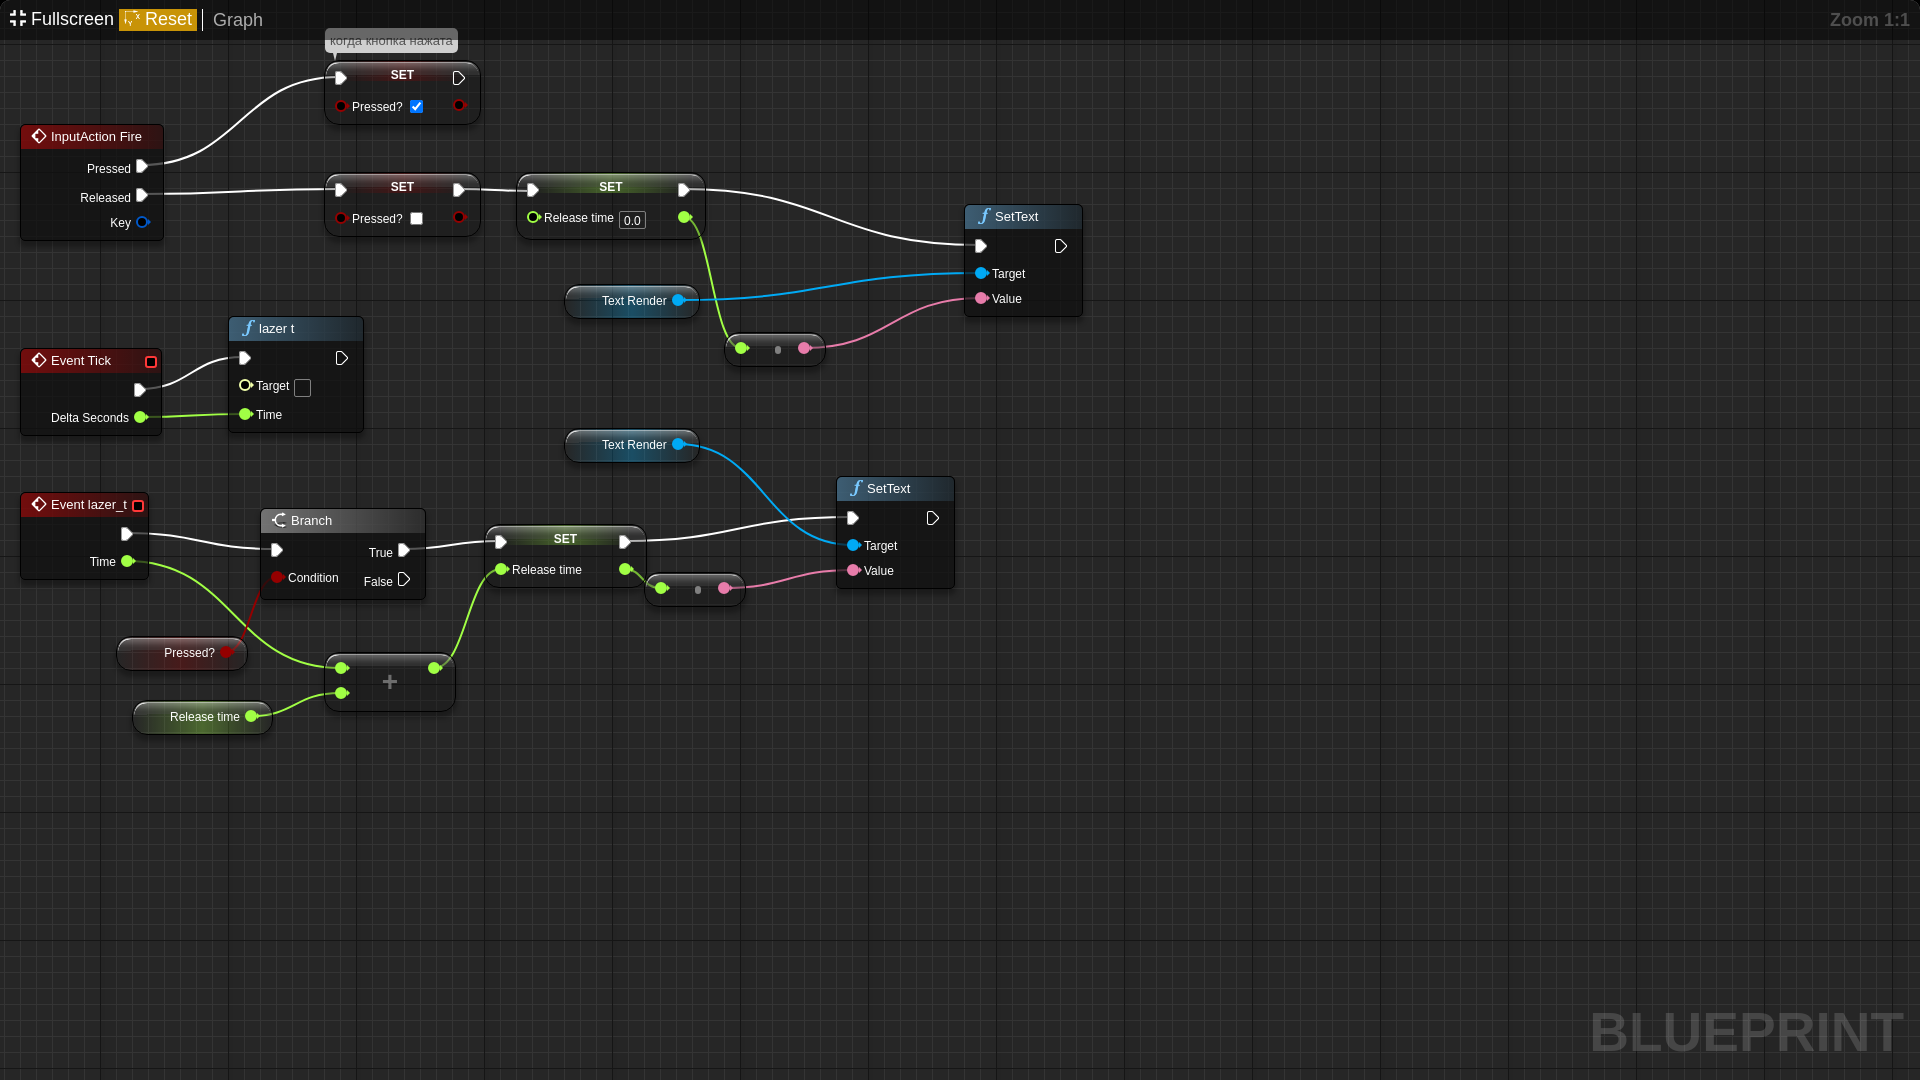 Fullscreen Reset Graph
Zoom 1:1
когда кнопка нажата
SET
Pressed?
InputAction Fire
Pressed
Released
Key
SET
Pressed?
SET
Release time 0.0
SetText
Target
Value
Text Render
lazer t
Target
Time
Event Tick
Delta Seconds
Text Render
SetText
Target
Value
Event lazer_t
Time
Branch
True
Condition
False
SET
Release time
Pressed?
+
Release time
BLUEPRINT